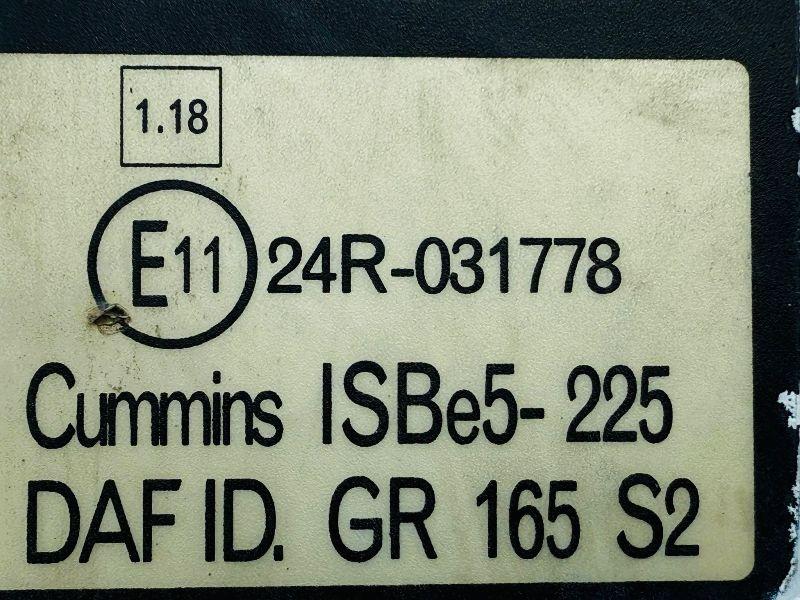 1.18
E11 24R-031778
Cummins ISBe5- 225
DAF ID. GR 165 S2